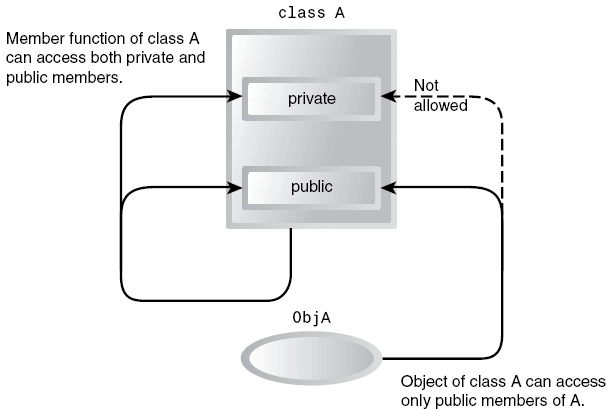 class A
Member function of class A
can access both private and
public members.
private
Not
allowed
public
ObjA
Object of class A can access
only public members of A.